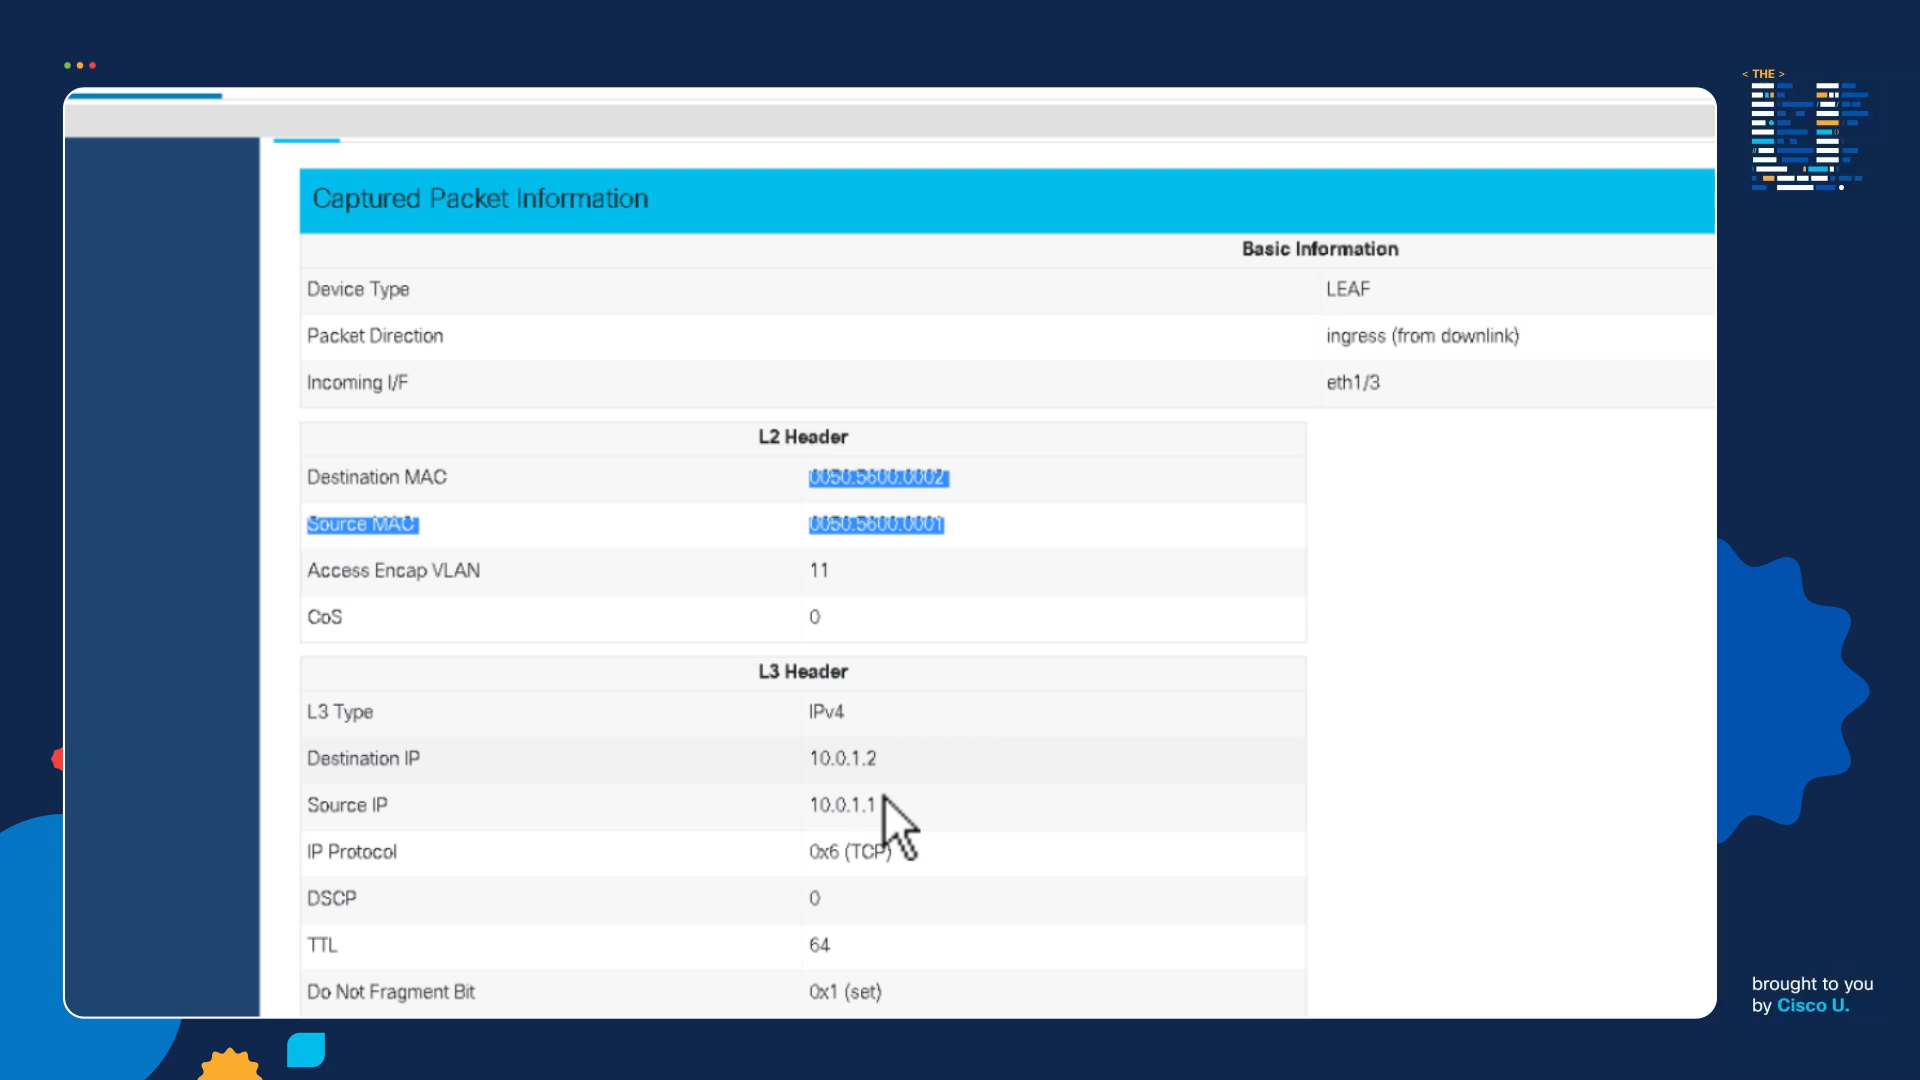 < THE >
Captured Packet Information
Basic Information
Device Type LEAF
Packet Direction ingress (from downlink)
Incoming I/F eth1/3
L2 Header
Destination MAC 0050.5600.0002
Source MAC 0050.5600.0001
Access Encap VLAN 11
CoS 0
L3 Header
L3 Type IPv4
Destination IP 10.0.1.2
Source IP 10.0.1.1
IP Protocol 0x6 (TCP)
DSCP 0
TTL 64
Do Not Fragment Bit 0x1 (set)
brought to you
by Cisco U.